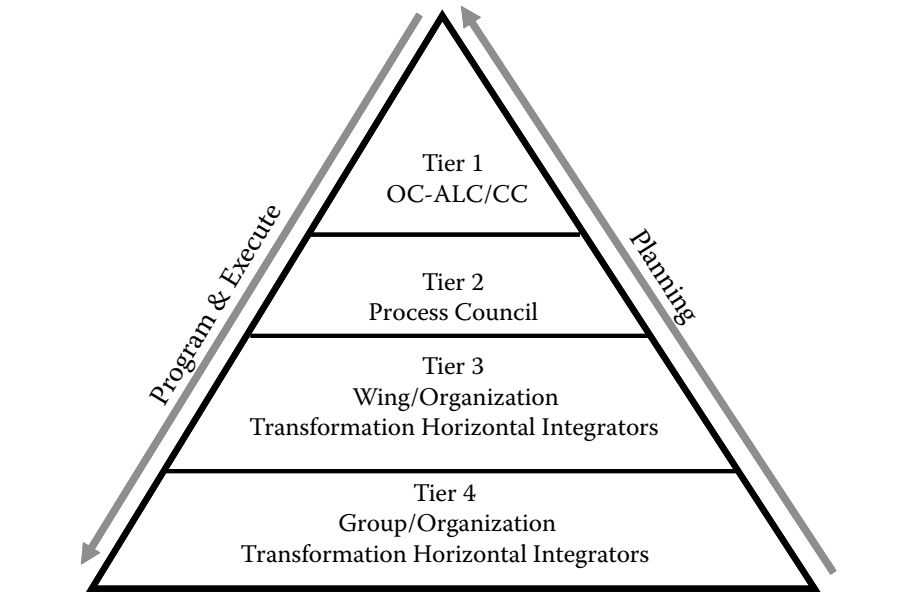 Tier 1
OC-ALC/CC
Program & Execute
Planning
Tier 2
Process Council
Tier 3
Wing/Organization
Transformation Horizontal Integrators
Tier 4
Group/Organization
Transformation Horizontal Integrators